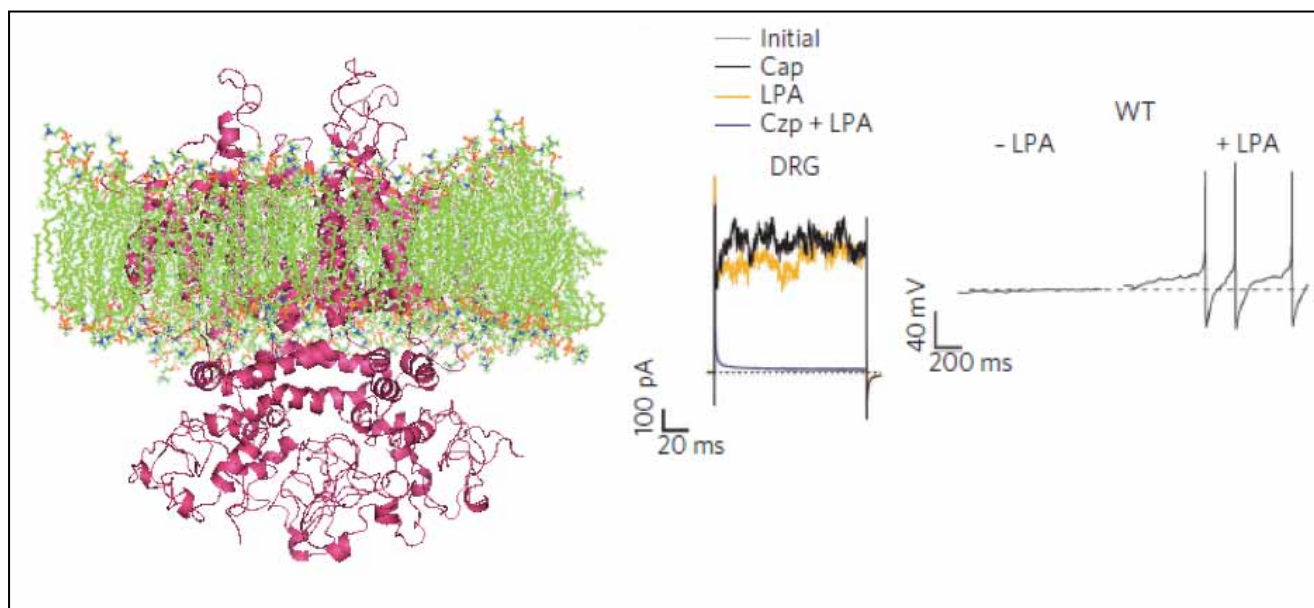 Initial
Cap
LPA
Czp + LPA
DRG
100 pA
20 ms
WT
- LPA
+ LPA
40 mV
200 ms